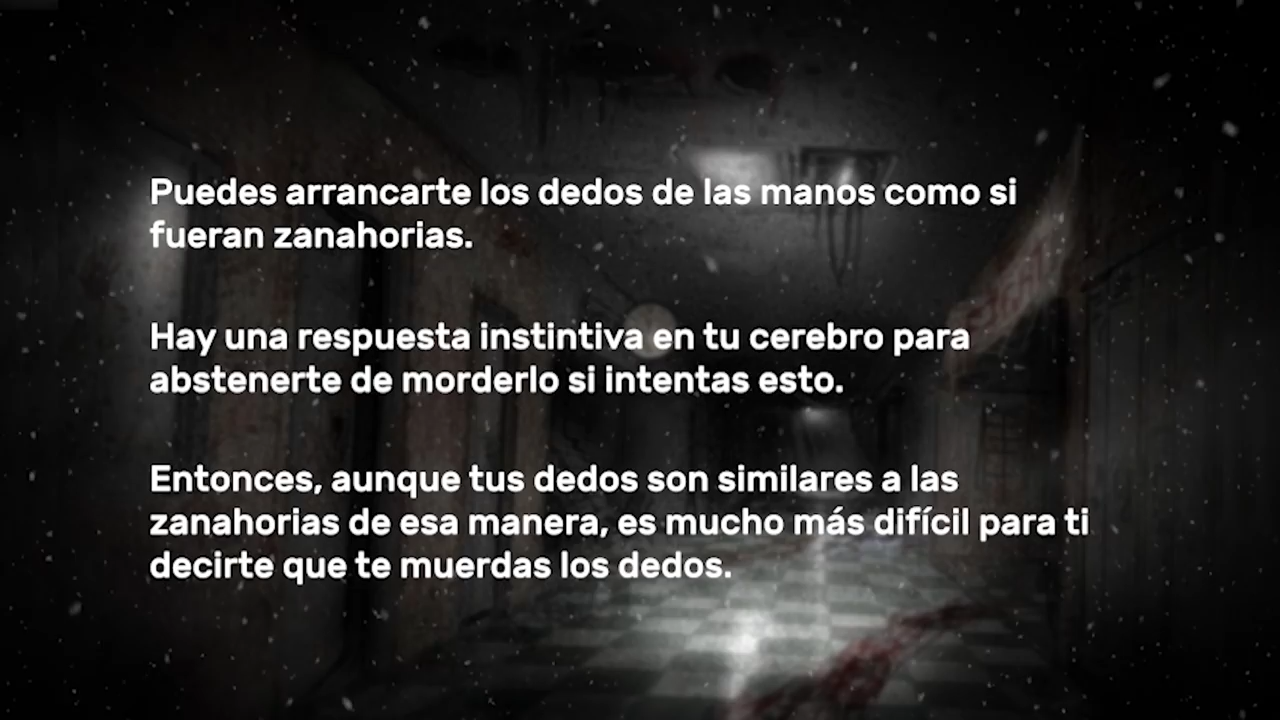 Puedes arrancarte los dedos de las manos como si
fueran zanahorias.
Hay una respuesta instintiva en tu cerebro para
abstenerte de morderlo si intentas esto.
Entonces, aunque tus dedos son similares a las
zanahorias de esa manera, es mucho más difícil para ti
decirte que te muerdas los dedos.